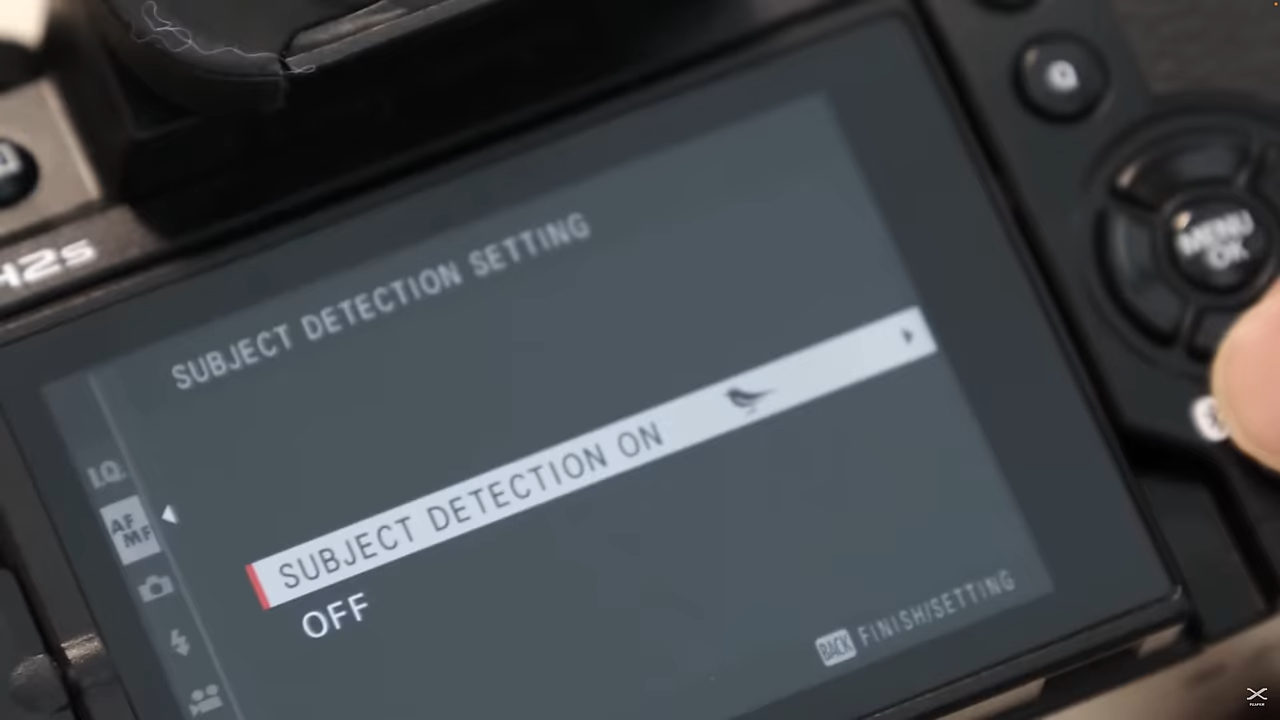 Q
MENU
OK
H2s
SUBJECT DETECTION SETTING
I.Q.
AF
MF
SUBJECT DETECTION ON
OFF
BACK FINISH/SETTING